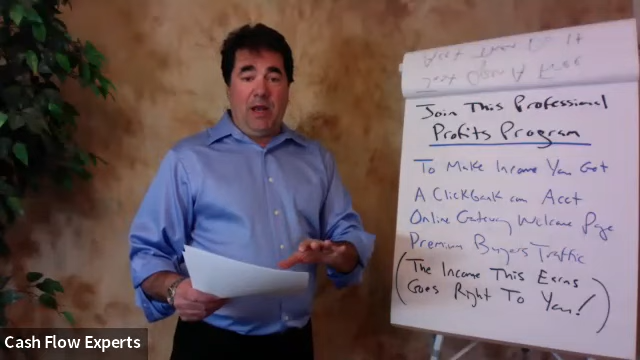 Join This Professional
Profits Program
To Make Income You Get
A Clickbank.com Acct
Online Gateway Welcome Page
Premium Buyers Traffic
(The Income This Earns
Goes Right To You!)
Cash Flow Experts